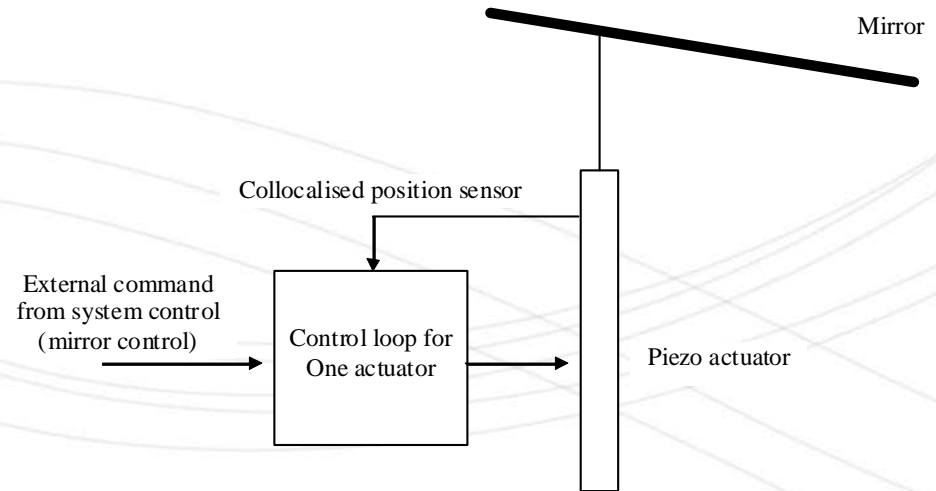 Mirror
Collocalised position sensor
External command
from system control
(mirror control)
Control loop for
One actuator
Piezo actuator